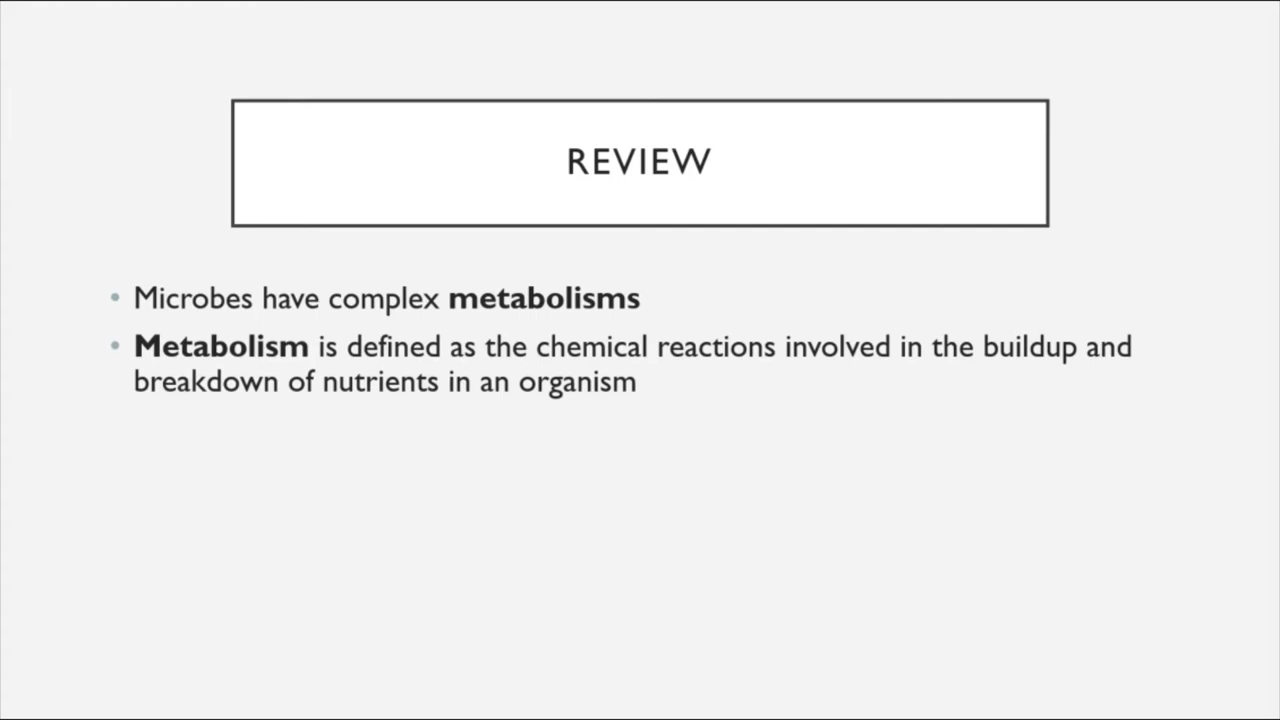 REVIEW
• Microbes have complex metabolisms
• Metabolism is defined as the chemical reactions involved in the buildup and
breakdown of nutrients in an organism